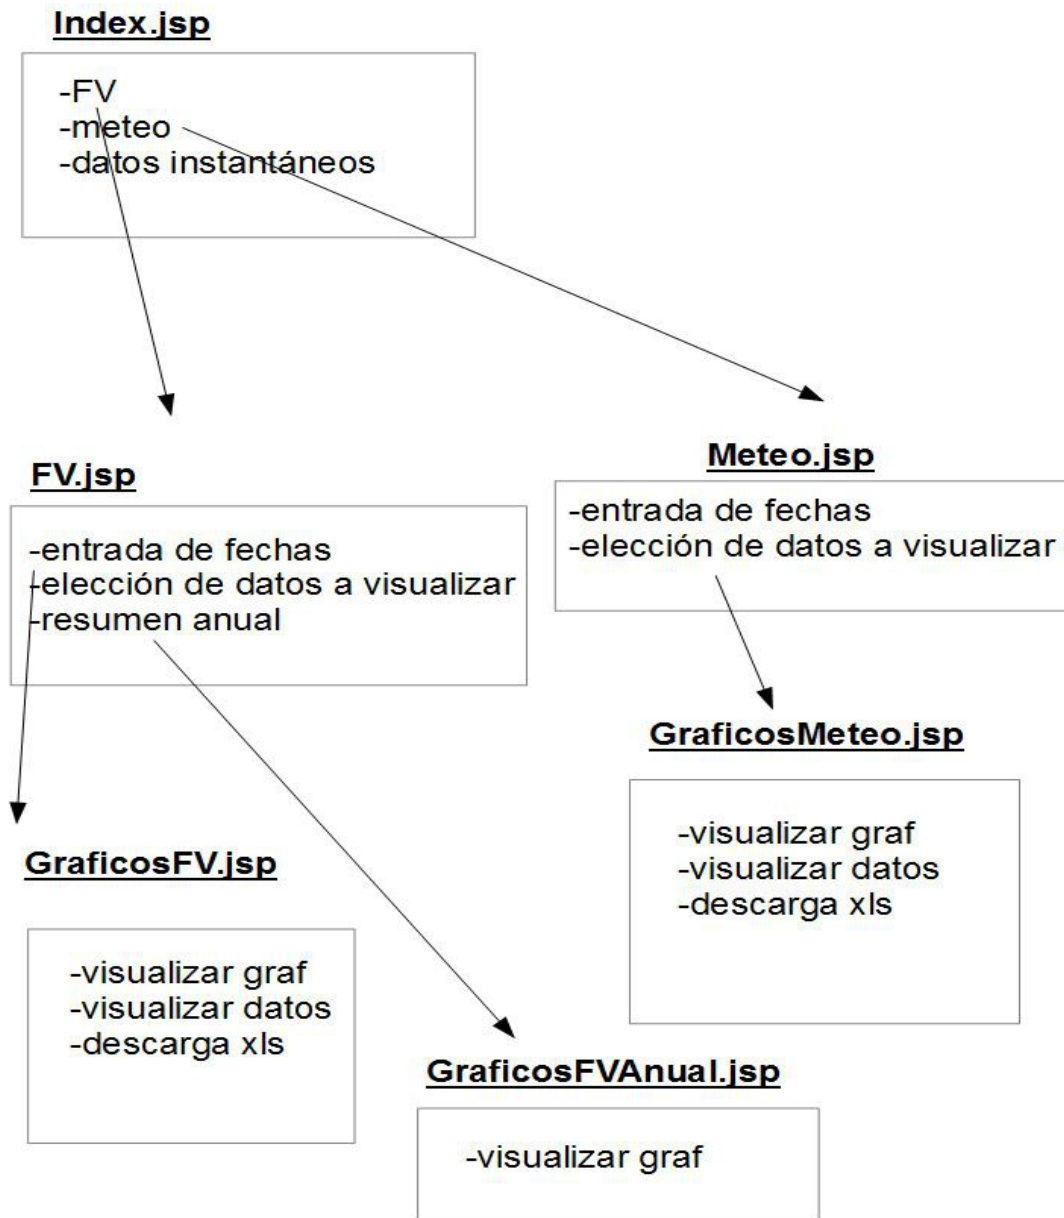 Index.jsp
-FV
-meteo
-datos instantáneos
FV.jsp
-entrada de fechas
-elección de datos a visualizar
-resumen anual
Meteo.jsp
-entrada de fechas
-elección de datos a visualizar
GraficosMeteo.jsp
-visualizar graf
-visualizar datos
-descarga xls
GraficosFV.jsp
-visualizar graf
-visualizar datos
-descarga xls
GraficosFVAnual.jsp
-visualizar graf